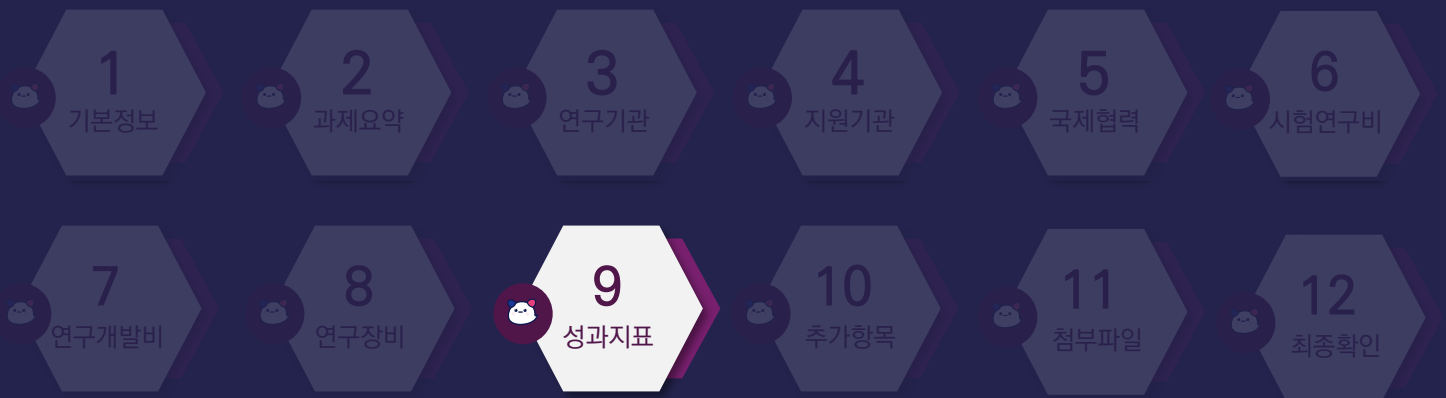 1
기본정보
2
과제요약
3
연구기관
4
지원기관
5
국제협력
6
시험연구비
7
연구개발비
8
연구장비
9
성과지표
10
추가항목
11
첨부파일
12
최종확인